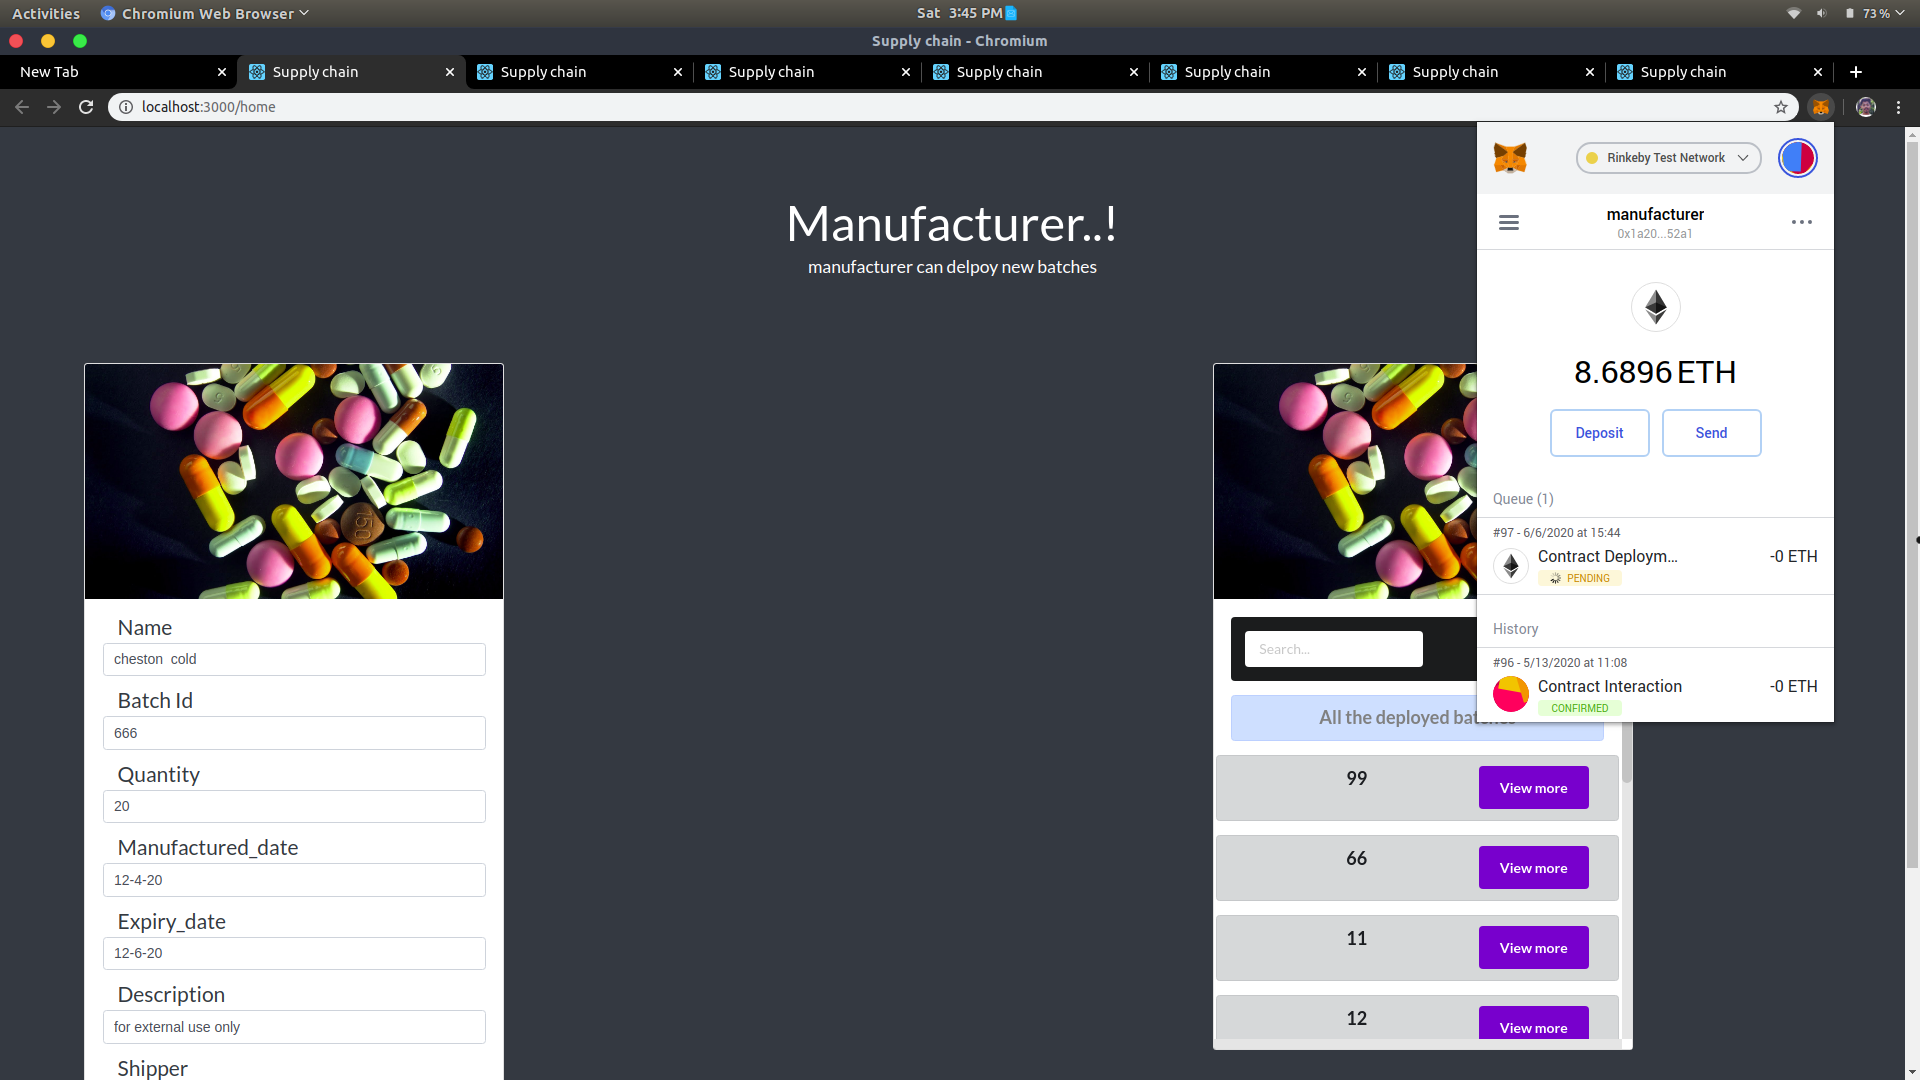 Activities
Chromium Web Browser
Sat 3:45 PM
73 %
Supply chain - Chromium
New Tab
Supply chain
Supply chain
Supply chain
Supply chain
Supply chain
Supply chain
Supply chain
localhost:3000/home
Manufacturer..!
manufacturer can delpoy new batches
Name
cheston cold
Batch Id
666
Quantity
20
Manufactured_date
12-4-20
Expiry_date
12-6-20
Description
for external use only
Shipper
Search...
All the deployed batches
99
View more
66
View more
11
View more
12
View more
Rinkeby Test Network
manufacturer
0x1a20...52a1
8.6896 ETH
Deposit
Send
Queue (1)
#97 - 6/6/2020 at 15:44
Contract Deploym...
-0 ETH
PENDING
History
#96 - 5/13/2020 at 11:08
Contract Interaction
-0 ETH
CONFIRMED
150